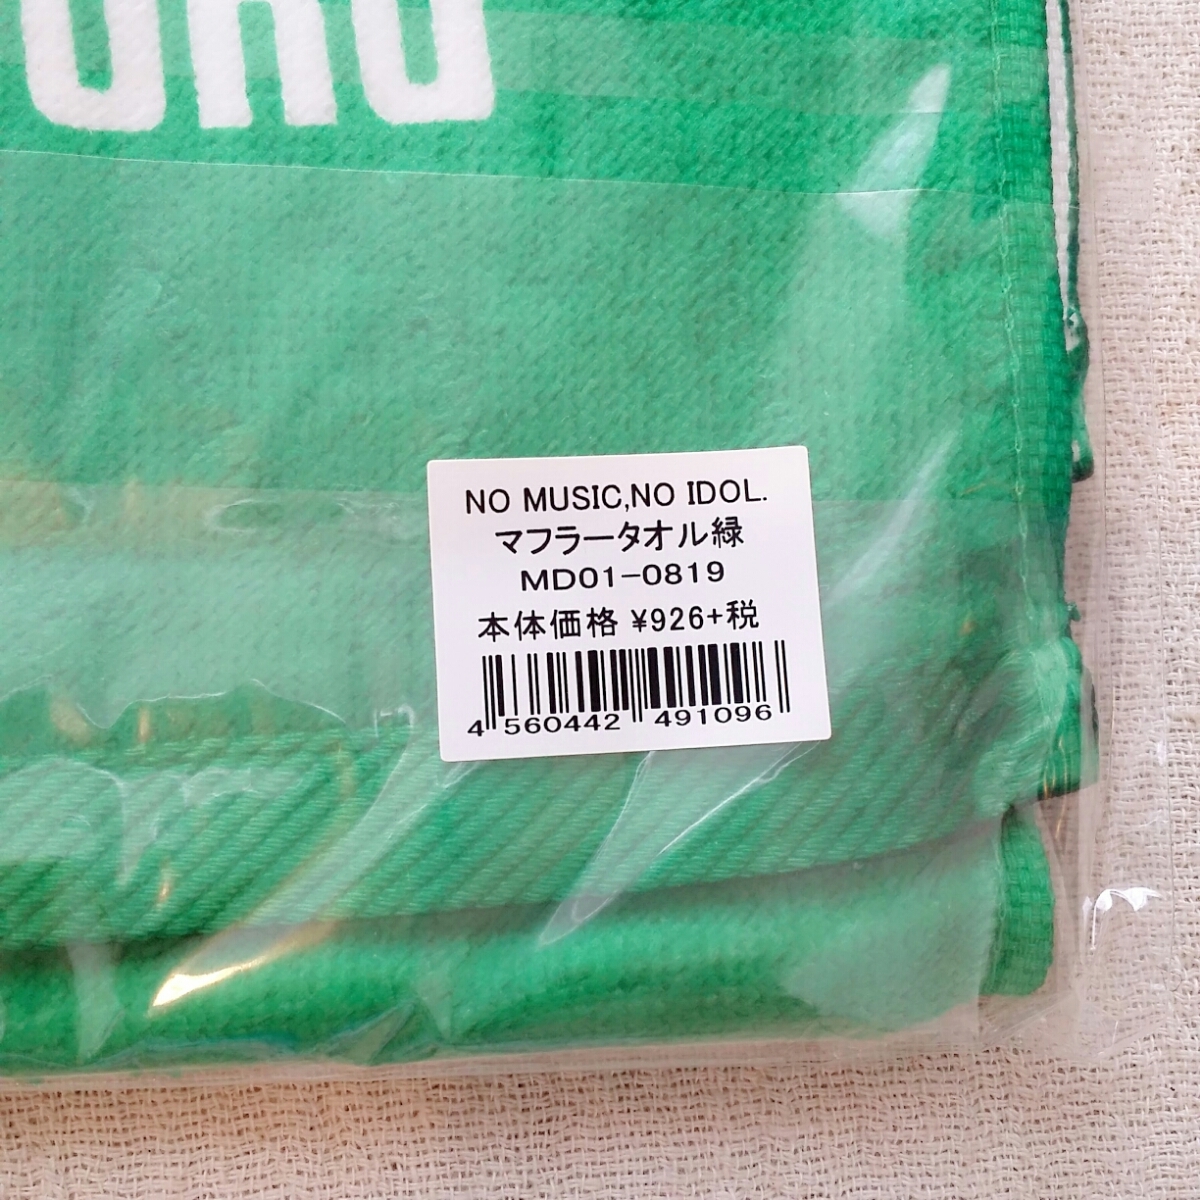 NO MUSIC,NO IDOL.
マフラータオル緑
MD01-0819
本体価格 ¥926+税
4 560442 491096